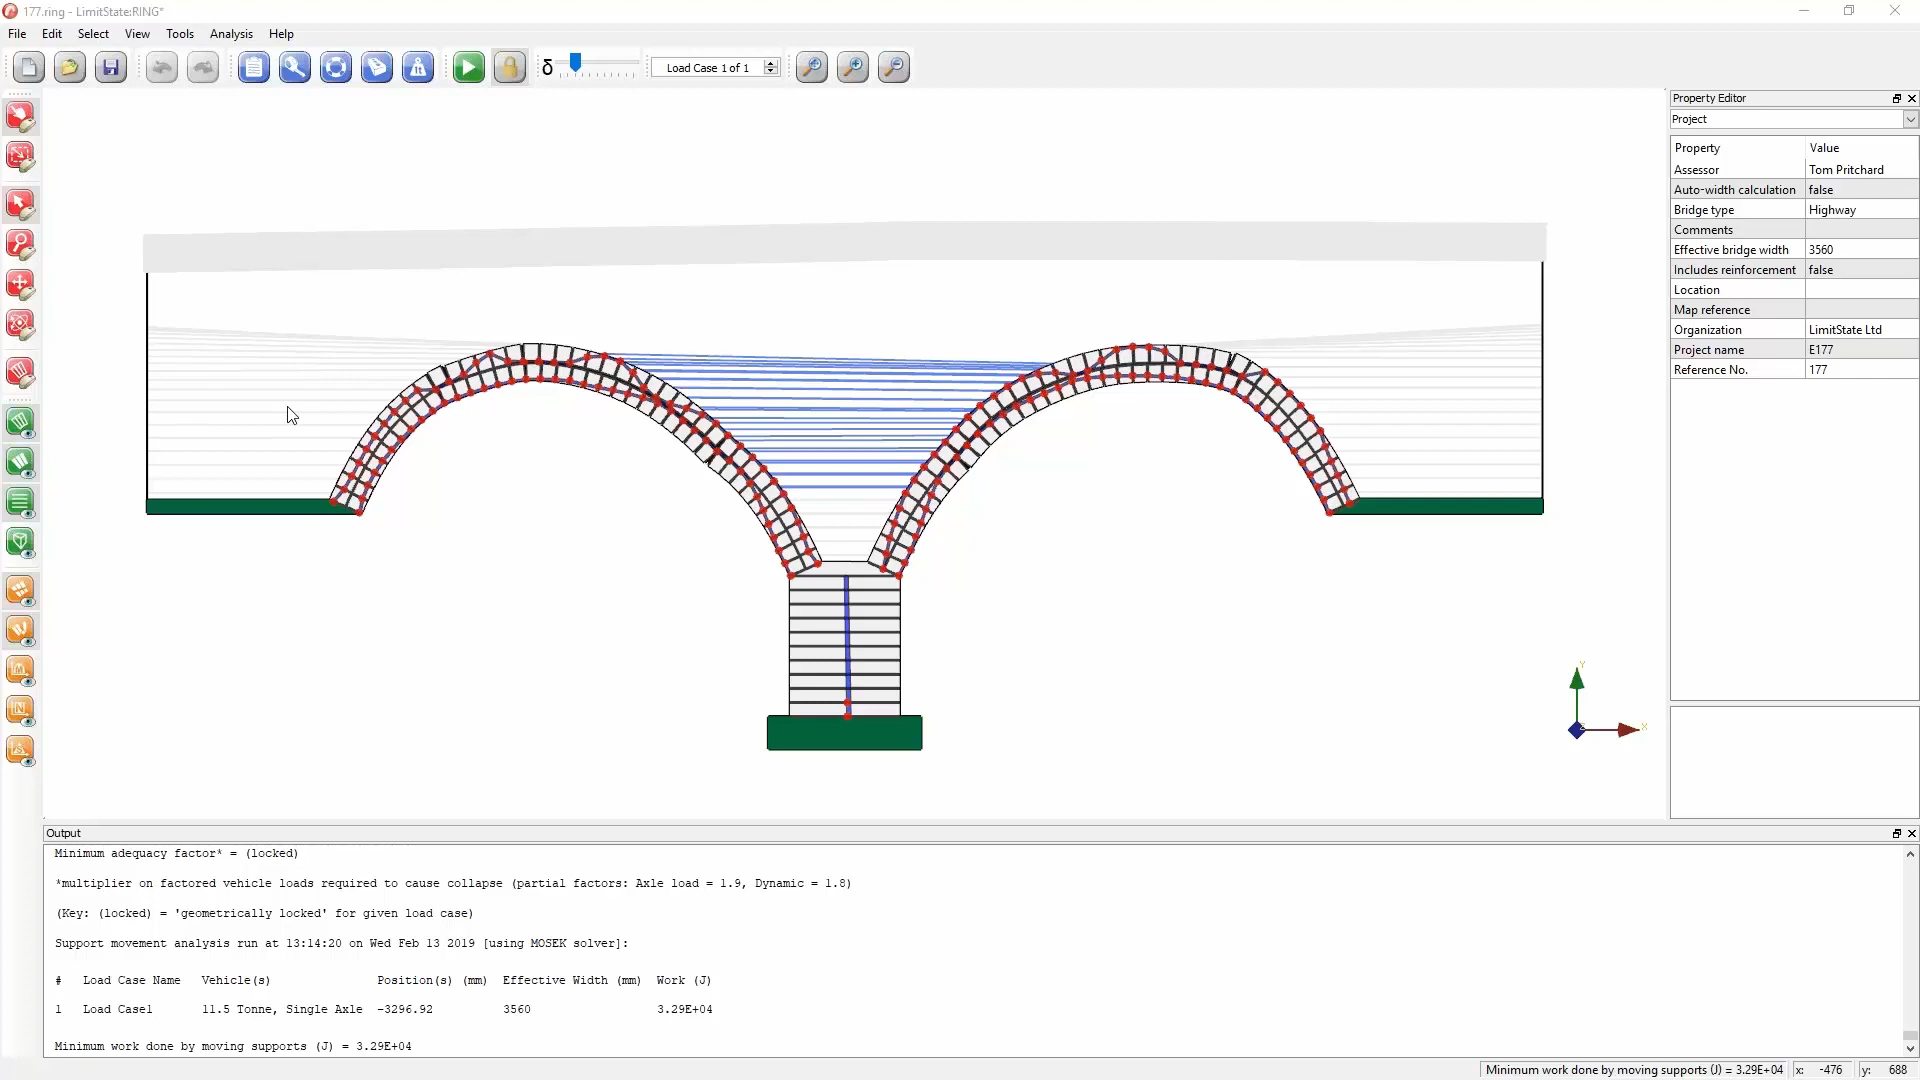 177.ring - LimitState:RING*
File Edit Select View Tools Analysis Help
δ Load Case 1 of 1
Property Editor
Project
Property Value
Assessor Tom Pritchard
Auto-width calculation false
Bridge type Highway
Comments
Effective bridge width 3560
Includes reinforcement false
Location
Map reference
Organization LimitState Ltd
Project name E177
Reference No. 177
Y
X
Output
Minimum adequacy factor* = (locked)
*multiplier on factored vehicle loads required to cause collapse (partial factors: Axle load = 1.9, Dynamic = 1.8)
(Key: (locked) = 'geometrically locked' for given load case)
Support movement analysis run at 13:14:20 on Wed Feb 13 2019 [using MOSEK solver]:
# Load Case Name Vehicle(s) Position(s) (mm) Effective Width (mm) Work (J)
1 Load Case1 11.5 Tonne, Single Axle -3296.92 3560 3.29E+04
Minimum work done by moving supports (J) = 3.29E+04
Minimum work done by moving supports (J) = 3.29E+04 x: -476 y: 688